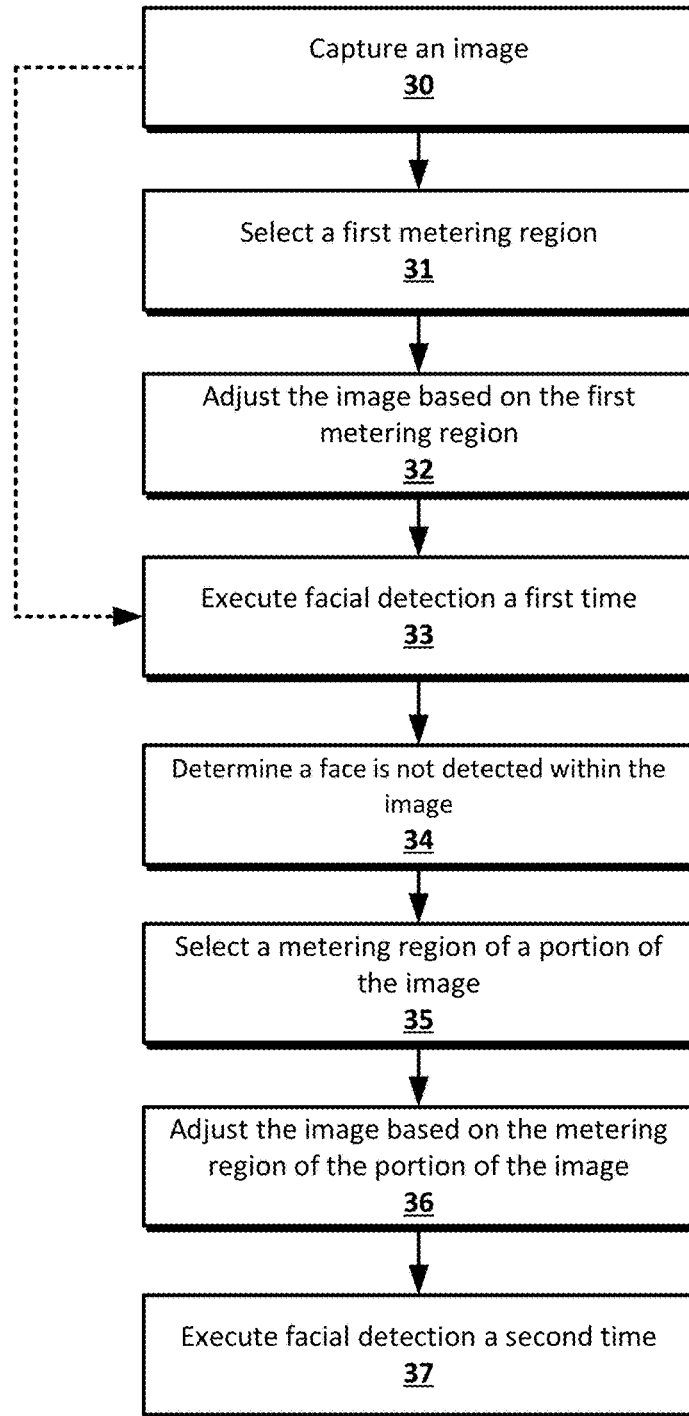 Capture an image
30
Select a first metering region
31
Adjust the image based on the first
metering region
32
Execute facial detection a first time
33
Determine a face is not detected within the
image
34
Select a metering region of a portion of
the image
35
Adjust the image based on the metering
region of the portion of the image
36
Execute facial detection a second time
37